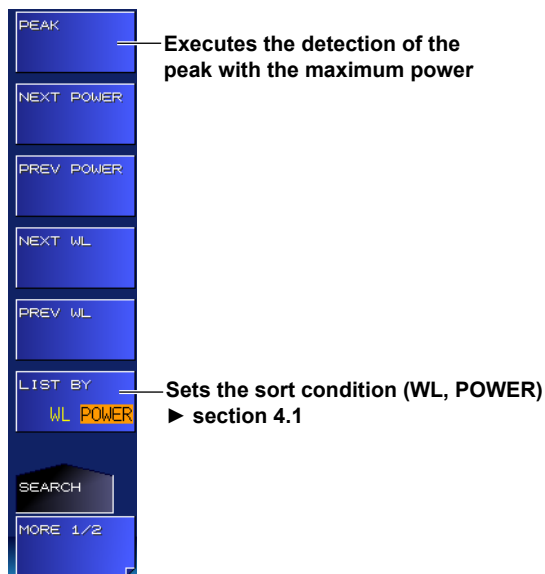 PEAK
Executes the detection of the
peak with the maximum power
NEXT POWER
PREV POWER
NEXT WL
PREV WL
LIST BY
WL POWER
Sets the sort condition (WL, POWER)
► section 4.1
SEARCH
MORE 1/2